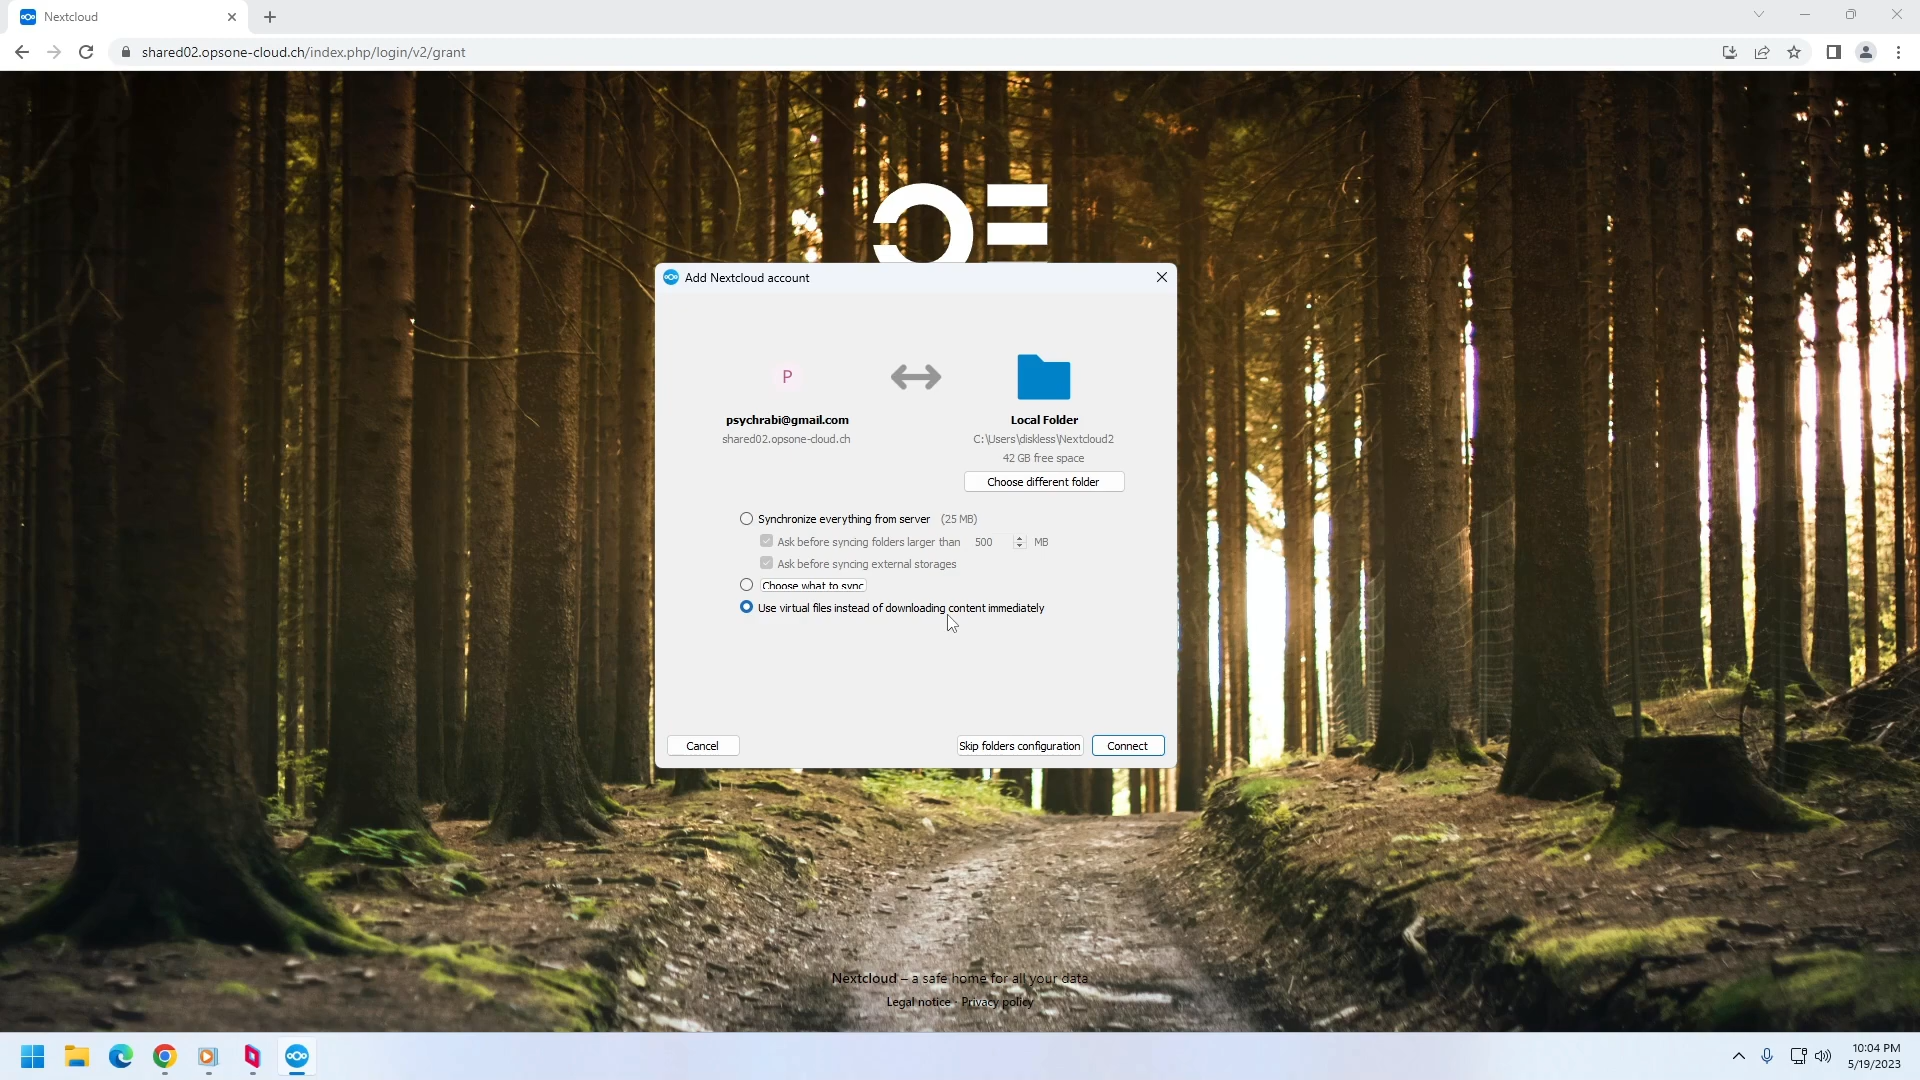 Nextcloud
shared02.opsone-cloud.ch/index.php/login/v2/grant
Add Nextcloud account
P
psychrabi@gmail.com
shared02.opsone-cloud.ch
Local Folder
C:\Users\diskless\Nextcloud2
42 GB free space
Choose different folder
Synchronize everything from server (25 MB)
Ask before syncing folders larger than 500 MB
Ask before syncing external storages
Choose what to sync
Use virtual files instead of downloading content immediately
Cancel
Skip folders configuration
Connect
Nextcloud – a safe home for all your data
Legal notice · Privacy policy
10:04 PM
5/19/2023